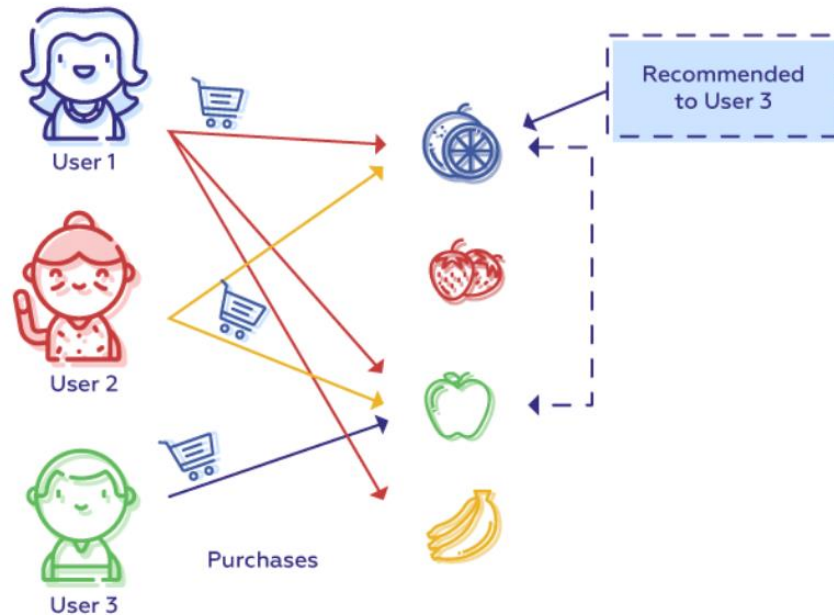 User 1
Recommended
to User 3
User 2
Purchases
User 3